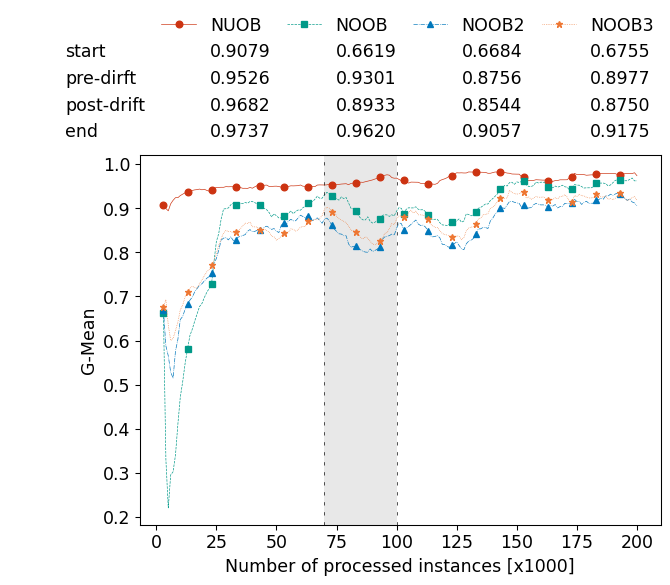 NUOB NOOB NOOB2 NOOB3
start 0.9079 0.6619 0.6684 0.6755
pre-dirft 0.9526 0.9301 0.8756 0.8977
post-drift 0.9682 0.8933 0.8544 0.8750
end 0.9737 0.9620 0.9057 0.9175
1.0
0.9
0.8
0.7
0.6
0.5
0.4
0.3
0.2
G-Mean
0 25 50 75 100 125 150 175 200
Number of processed instances [x1000]